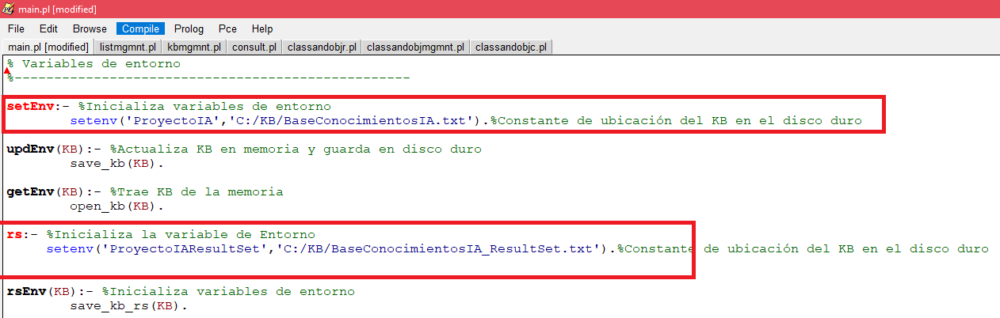 main.pl [modified]
File Edit Browse Compile Prolog Pce Help
main.pl [modified] listmgmnt.pl kbmgmnt.pl consult.pl classandobjr.pl classandobjmgmnt.pl classandobjc.pl
% Variables de entorno
%--------------------------------------------------
setEnv:- %Inicializa variables de entorno
setenv('ProyectoIA','C:/KB/BaseConocimientosIA.txt').%Constante de ubicación del KB en el disco duro
updEnv(KB):- %Actualiza KB en memoria y guarda en disco duro
save_kb(KB).
getEnv(KB):- %Trae KB de la memoria
open_kb(KB).
rs:- %Inicializa la variable de Entorno
setenv('ProyectoIAResultSet','C:/KB/BaseConocimientosIA_ResultSet.txt').%Constante de ubicación del KB en el disco duro
rsEnv(KB):- %Inicializa variables de entorno
save_kb_rs(KB).